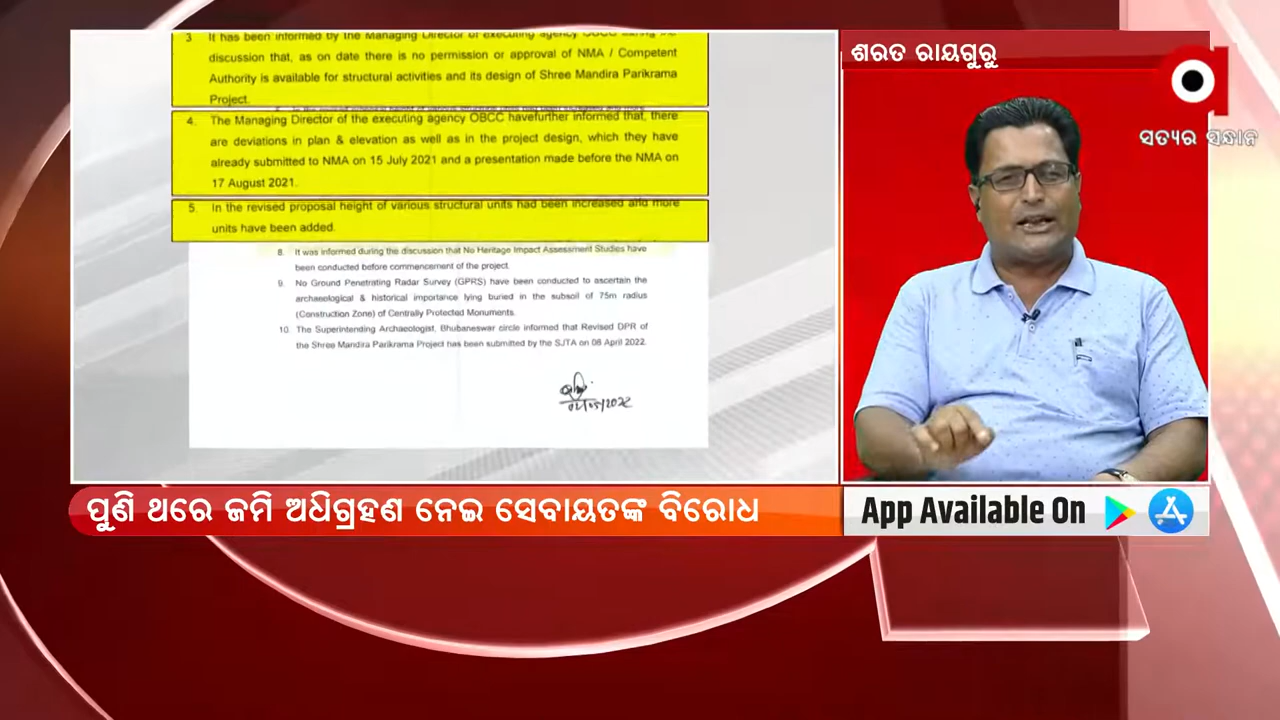 3 It has been informed by the Managing Director of executing agency OBCC during the
discussion that, as on date there is no permission or approval of NMA / Competent
Authority is available for structural activities and its design of Shree Mandira Parikrama
Project.
4. The Managing Director of the executing agency OBCC havefurther informed that, there
are deviations in plan & elevation as well as in the project design, which they have
already submitted to NMA on 15 July 2021 and a presentation made before the NMA on
17 August 2021.
5. In the revised proposal height of various structural units had been increased and more
units have been added.
8. It was informed during the discussion that No Heritage Impact Assessment Studies have
been conducted before commencement of the project.
9. No Ground Penetrating Radar Survey (GPRS) have been conducted to ascertain the
archaeological & historical importance lying buried in the subsoil of 75m radius
(Construction Zone) of Centrally Protected Monuments.
10. The Superintending Archaeologist, Bhubaneswar circle informed that Revised DPR of
the Shree Mandira Parikrama Project has been submitted by the SJTA on 08 April 2022.
ଶରତ ରାୟଗୁରୁ
ସତ୍ୟର ସନ୍ଧାନ
ପୁଣି ଥରେ ଜମି ଅଧିଗ୍ରହଣ ନେଇ ସେବାୟତଙ୍କ ବିରୋଧ
App Available On